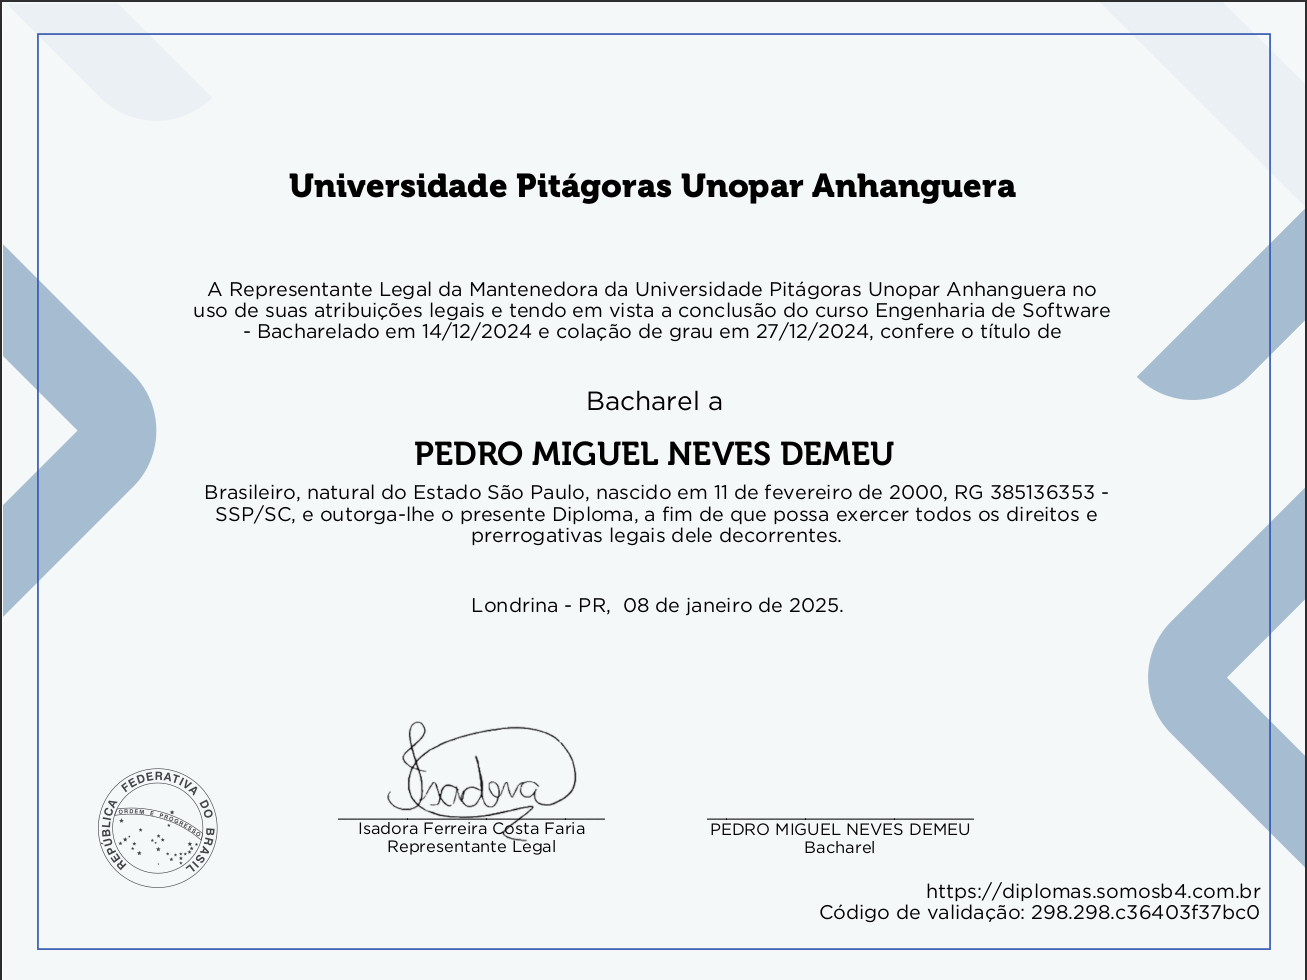 Universidade Pitágoras Unopar Anhanguera
A Representante Legal da Mantenedora da Universidade Pitágoras Unopar Anhanguera no
uso de suas atribuições legais e tendo em vista a conclusão do curso Engenharia de Software
- Bacharelado em 14/12/2024 e colação de grau em 27/12/2024, confere o título de
Bacharel a
PEDRO MIGUEL NEVES DEMEU
Brasileiro, natural do Estado São Paulo, nascido em 11 de fevereiro de 2000, RG 385136353 -
SSP/SC, e outorga-lhe o presente Diploma, a fim de que possa exercer todos os direitos e
prerrogativas legais dele decorrentes.
Londrina - PR, 08 de janeiro de 2025.
Isadora
REPÚBLICA FEDERATIVA DO BRASIL
ORDEM E PROGRESSO
Isadora Ferreira Costa Faria
Representante Legal
PEDRO MIGUEL NEVES DEMEU
Bacharel
https://diplomas.somosb4.com.br
Código de validação: 298.298.c36403f37bc0